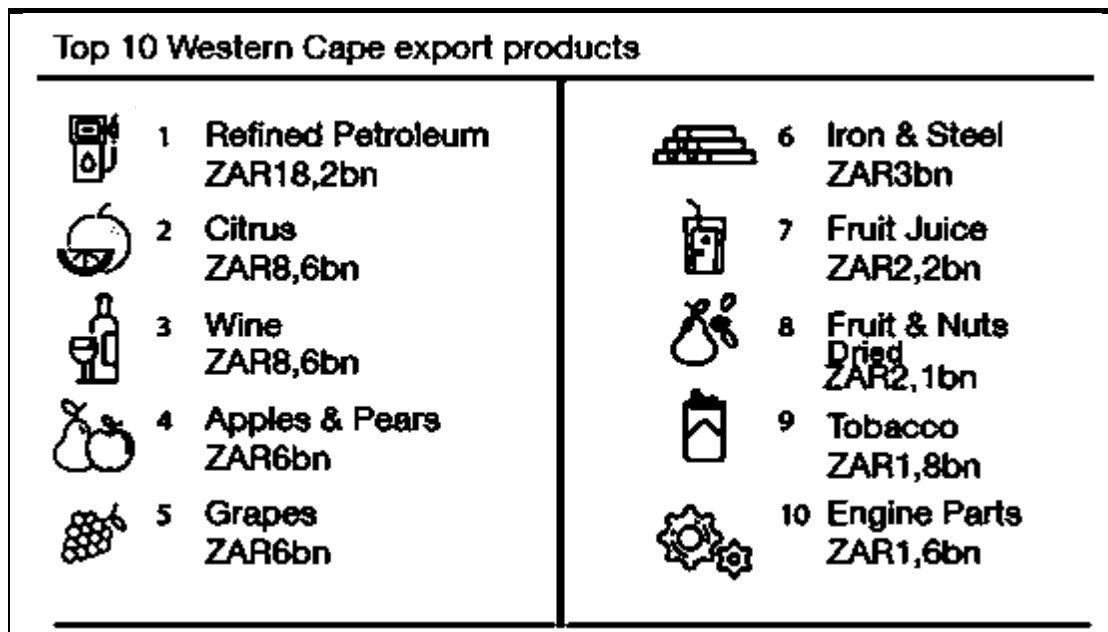 Top 10 Western Cape export products
1 Refined Petroleum
ZAR18,2bn
2 Citrus
ZAR8,6bn
3 Wine
ZAR8,6bn
4 Apples & Pears
ZAR6bn
5 Grapes
ZAR6bn
6 Iron & Steel
ZAR3bn
7 Fruit Juice
ZAR2,2bn
8 Fruit & Nuts
Dried
ZAR2,1bn
9 Tobacco
ZAR1,8bn
10 Engine Parts
ZAR1,6bn